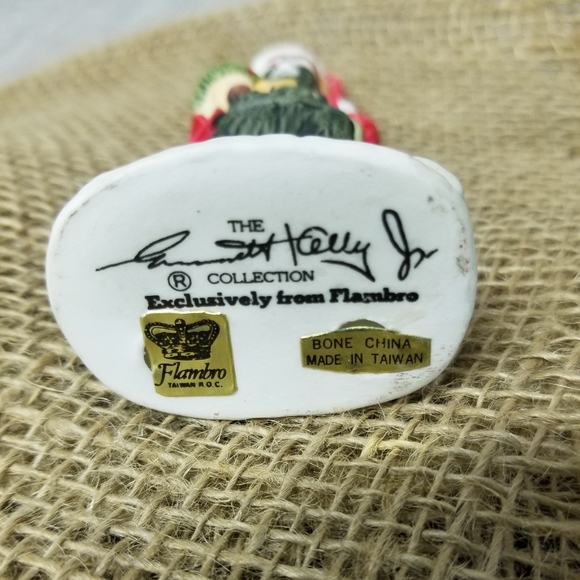 THE
Emmett Kelly Jr
® COLLECTION
Exclusively from Flambro
Flambro
TAIWAN R.O.C.
BONE CHINA
MADE IN TAIWAN